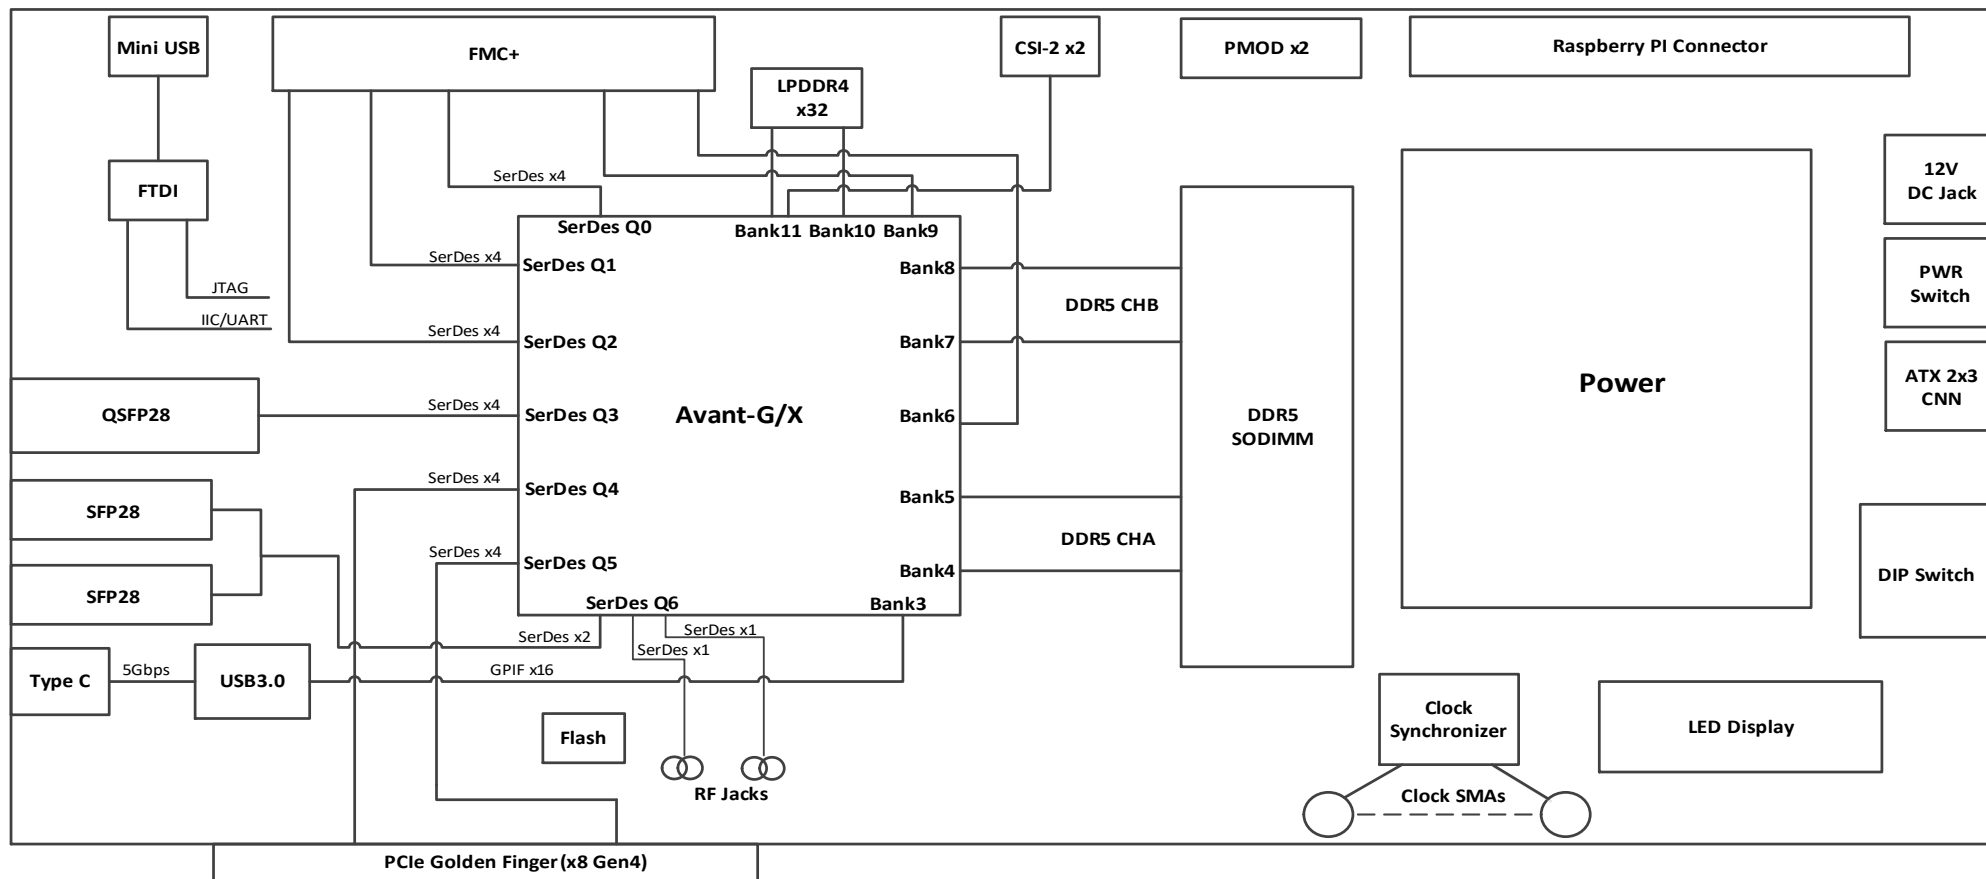 Mini USB
FMC+
CSI-2 x2
PMOD x2
Raspberry PI Connector
LPDDR4
x32
FTDI
SerDes x4
12V
DC Jack
SerDes Q0
Bank11 Bank10 Bank9
SerDes x4
SerDes Q1
Bank8
JTAG
IIC/UART
DDR5 CHB
PWR
Switch
SerDes x4
SerDes Q2
Bank7
ATX 2x3
CNN
Power
QSFP28
SerDes x4
SerDes Q3
Avant-G/X
Bank6
DDR5
SODIMM
SFP28
SerDes x4
SerDes Q4
Bank5
DDR5 CHA
SerDes x4
SerDes Q5
Bank4
DIP Switch
SFP28
SerDes Q6
Bank3
SerDes x2
SerDes x1
SerDes x1
Type C
5Gbps
USB3.0
GPIF x16
Flash
RF Jacks
Clock
Synchronizer
LED Display
Clock SMAs
PCIe Golden Finger (x8 Gen4)